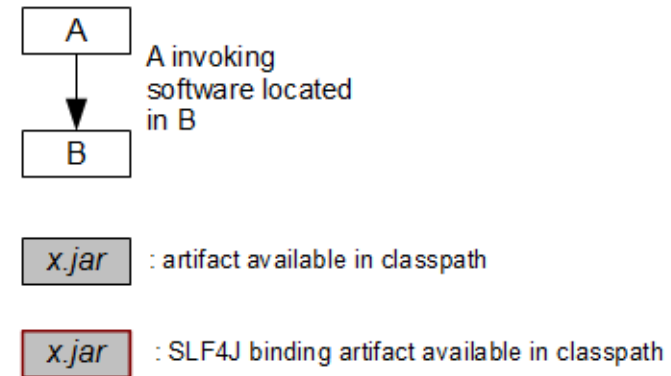 A
A invoking
software located
in B
B
x.jar : artifact available in classpath
x.jar : SLF4J binding artifact available in classpath